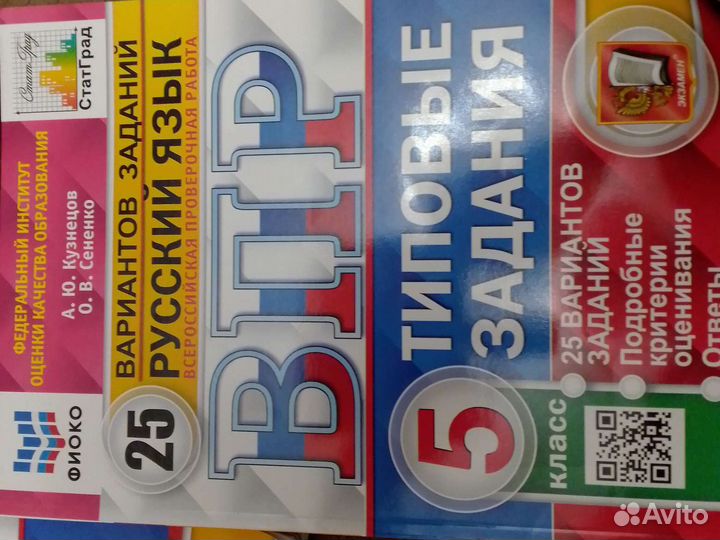 ФЕДЕРАЛЬНЫЙ ИНСТИТУТ
ОЦЕНКИ КАЧЕСТВА ОБРАЗОВАНИЯ
А. Ю. Кузнецов
О. В. Сененко
ФИОКО
СтатГрад
СтатГрад
25
ВАРИАНТОВ ЗАДАНИЙ
РУССКИЙ ЯЗЫК
ВСЕРОССИЙСКАЯ ПРОВЕРОЧНАЯ РАБОТА
ВПР
5
класс
ТИПОВЫЕ
ЗАДАНИЯ
25 ВАРИАНТОВ
ЗАДАНИЙ
Подробные
критерии
оценивания
Ответы
ЭКЗАМЕН
Avito